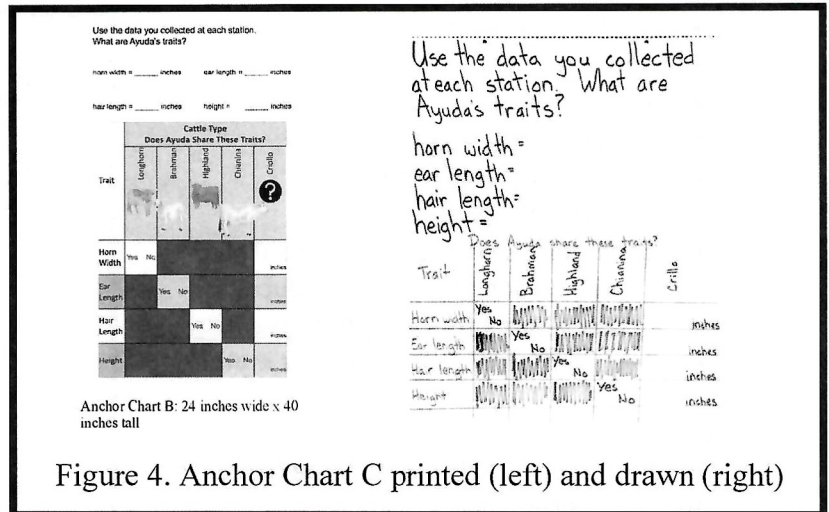 Use the data you collected at each station.
What are Ayuda's traits?
horn width = ______ inches ear length = ______ inches
hair length = ______ inches height = ______ inches
Cattle Type
Does Ayuda Share These Traits?
Trait Longhorn Brahman Highland Chianina Criollo
?
Horn
Width Yes No inches
Ear
Length Yes No inches
Hair
Length Yes No inches
Height Yes No inches
Anchor Chart B: 24 inches wide x 40
inches tall
Use the data you collected
at each station. What are
Ayuda's traits?
horn width =
ear length =
hair length =
height =
Does Ayuda share these traits?
Trait Longhorn Brahman Highland Chianina Crillo
Horn width Yes No inches
Ear length Yes No inches
Hair length Yes No inches
Height Yes No inches
Figure 4. Anchor Chart C printed (left) and drawn (right)